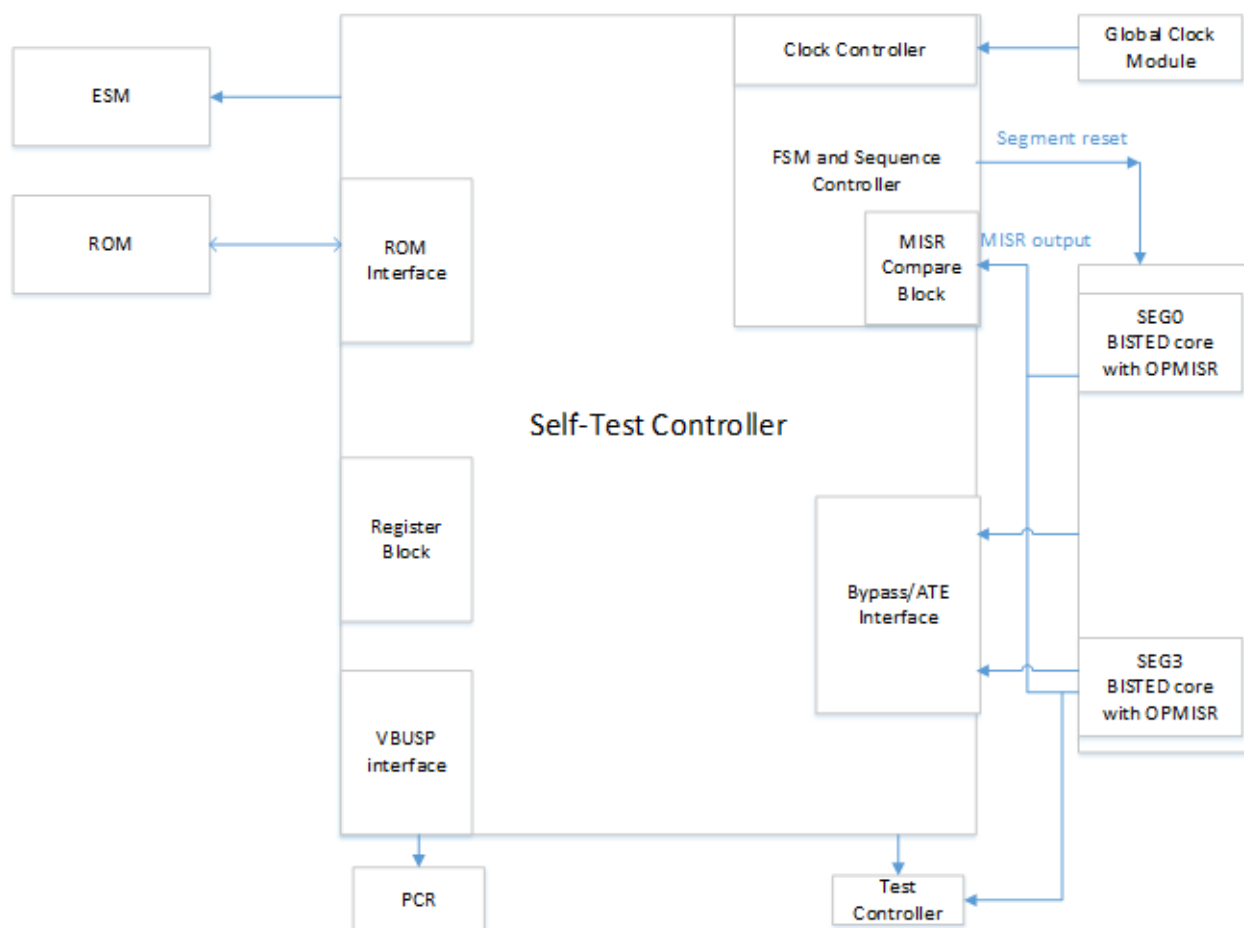 Clock Controller
Global Clock
Module
ESM
Segment reset
FSM and Sequence
Controller
ROM
ROM
Interface
MISR
Compare
Block
MISR output
SEG0
BISTED core
with OPMISR
Self-Test Controller
Register
Block
Bypass/ATE
Interface
SEG3
BISTED core
with OPMISR
VBUSP
interface
PCR
Test
Controller